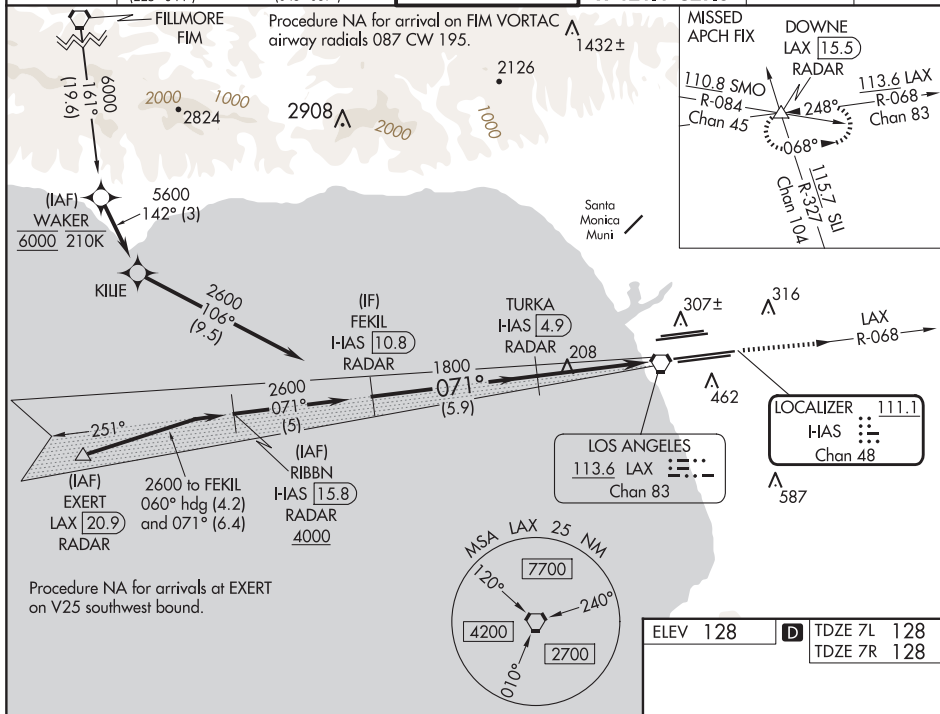 FILLMORE
FIM
Procedure NA for arrival on FIM VORTAC
airway radials 087 CW 195.
1432±
2126
2000
1000
2824
2908
2000
1000
6000
161°
(19.6)
MISSED
APCH FIX
DOWNE
LAX 15.5
RADAR
110.8 SMO
R-084
Chan 45
113.6 LAX
R-068
Chan 83
248°
068°
115.7 SLI
R-327
Chan 104
(IAF)
WAKER
6000 210K
5600
142° (3)
Santa
Monica
Muni
KILIE
2600
106°
(9.5)
(IF)
FEKIL
I-IAS 10.8
RADAR
TURKA
I-IAS 4.9
RADAR
307±
316
LAX
R-068
208
1800
071°
(5.9)
2600
071°
(5)
462
251°
(IAF)
EXERT
LAX 20.9
RADAR
2600 to FEKIL
060° hdg (4.2)
and 071° (6.4)
(IAF)
RIBBN
I-IAS 15.8
RADAR
4000
LOS ANGELES
113.6 LAX
Chan 83
LOCALIZER 111.1
I-IAS
Chan 48
587
Procedure NA for arrivals at EXERT
on V25 southwest bound.
MSA LAX 25 NM
120°
7700
240°
4200
2700
010°
ELEV 128
D
TDZE 7L 128
TDZE 7R 128